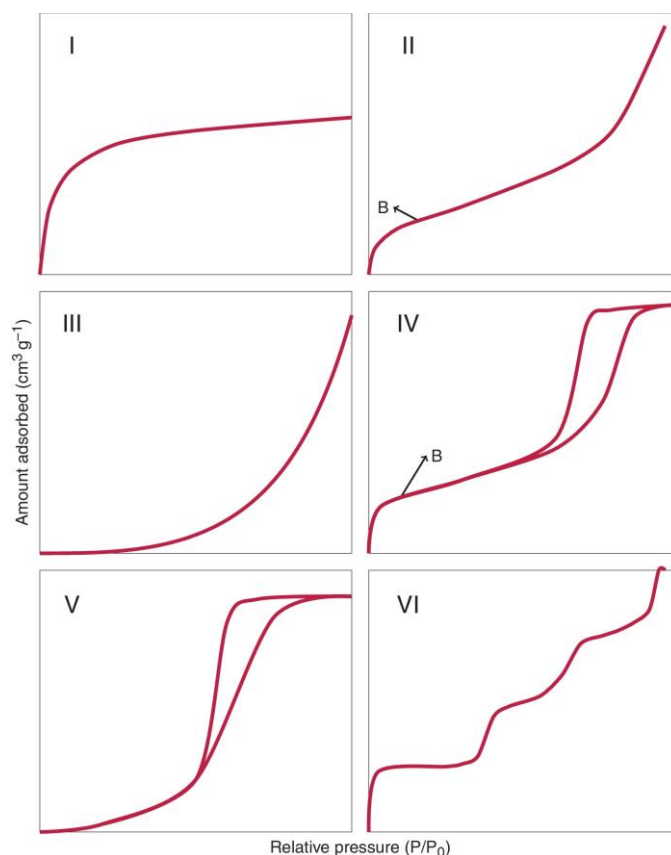 I
II
B
III
IV
B
V
VI
Amount adsorbed (cm³ g⁻¹)
Relative pressure (P/P₀)